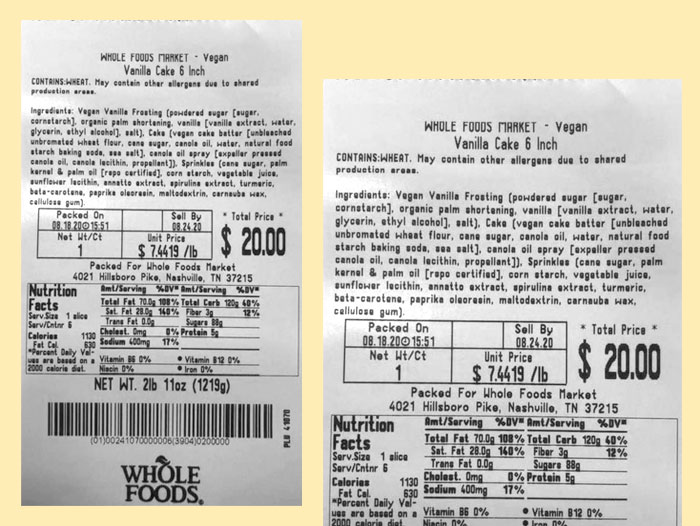 WHOLE FOODS MARKET - Vegan
Vanilla Cake 6 Inch
CONTAINS:WHEAT. May contain other allergens due to shared
production areas.
Ingredients: Vegan Vanilla Frosting (powdered sugar [sugar,
cornstarch], organic palm shortening, vanilla [vanilla extract, water,
glycerin, ethyl alcohol], salt), Cake (vegan cake batter [unbleached
unbromated wheat flour, cane sugar, canola oil, water, natural food
starch baking soda, sea salt], canola oil spray [expeller pressed
canola oil, canola lecithin, propellant]), Sprinkles (cane sugar, palm
kernel & palm oil [rspo certified], corn starch, vegetable juice,
sunflower lecithin, annatto extract, spirulina extract, turmeric,
beta-carotene, paprika oleoresin, maltodextrin, carnauba wax,
cellulose gum).
Packed On Sell By * Total Price *
08.18.20 15:51 08.24.20
Net Wt/Ct Unit Price $ 20.00
1 $ 7.4419 /lb
Packed For Whole Foods Market
4021 Hillsboro Pike, Nashville, TN 37215
Nutrition Facts
Serv.Size 1 slice
Serv/Cntnr 6
Calories 1130
Fat Cal. 630
*Percent Daily Val-
ues are based on a
2000 calorie diet.
Amt/Serving %DV* Amt/Serving %DV*
Total Fat 70.0g 108% Total Carb 120g 40%
Sat. Fat 28.0g 140% Fiber 3g 12%
Trans Fat 0.0g Sugars 88g
Cholest. 0mg 0% Protein 5g
Sodium 400mg 17%
Vitamin B6 0% • Vitamin B12 0%
Niacin 0% • Iron 0%
NET WT. 2lb 11oz (1219g)
(01)00241070000006(3904)0200000
PLU 41070
WHOLE
FOODS®
WHOLE FOODS MARKET - Vegan
Vanilla Cake 6 Inch
CONTAINS:WHEAT. May contain other allergens due to shared
production areas.
Ingredients: Vegan Vanilla Frosting (powdered sugar [sugar,
cornstarch], organic palm shortening, vanilla [vanilla extract, water,
glycerin, ethyl alcohol], salt), Cake (vegan cake batter [unbleached
unbromated wheat flour, cane sugar, canola oil, water, natural food
starch baking soda, sea salt], canola oil spray [expeller pressed
canola oil, canola lecithin, propellant]), Sprinkles (cane sugar, palm
kernel & palm oil [rspo certified], corn starch, vegetable juice,
sunflower lecithin, annatto extract, spirulina extract, turmeric,
beta-carotene, paprika oleoresin, maltodextrin, carnauba wax,
cellulose gum).
Packed On Sell By * Total Price *
08.18.20 15:51 08.24.20
Net Wt/Ct Unit Price $ 20.00
1 $ 7.4419 /lb
Packed For Whole Foods Market
4021 Hillsboro Pike, Nashville, TN 37215
Nutrition
Facts
Serv.Size 1 slice
Serv/Cntnr 6
Calories 1130
Fat Cal. 630
*Percent Daily Val-
ues are based on a
2000 calorie diet.
Amt/Serving %DV* Amt/Serving %DV*
Total Fat 70.0g 108% Total Carb 120g 40%
Sat. Fat 28.0g 140% Fiber 3g 12%
Trans Fat 0.0g Sugars 88g
Cholest. 0mg 0% Protein 5g
Sodium 400mg 17%
Vitamin B6 0% • Vitamin B12 0%
Niacin 0% • Iron 0%